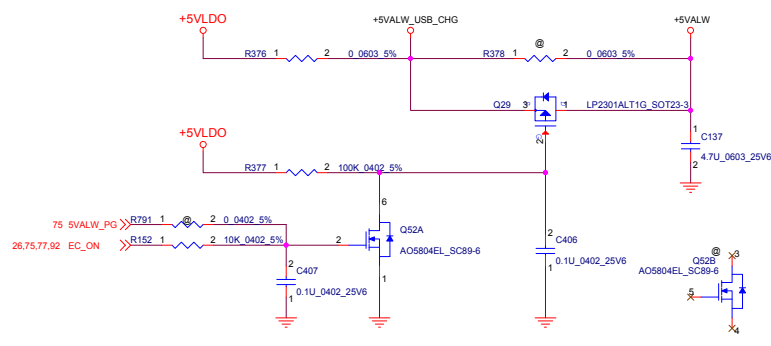 +5VLDO +5VALW_USB_CHG +5VALW
R376 1 2 0_0603_5% R378 1 @ 2 0_0603_5%
Q29 3 1 LP2301ALT1G_SOT23-3
2
1 C137
4.7U_0603_25V6
2
+5VLDO
R377 1 2 100K_0402_5%
6
75 5VALW_PG R791 1 @ 2 0_0402_5%
Q52A
26,75,77,92 EC_ON R152 1 2 10K_0402_5% 2
AO5804EL_SC89-6
2 C406
1 0.1U_0402_25V6
2 C407
1 0.1U_0402_25V6
1
@ 3
Q52B
AO5804EL_SC89-6
5
4